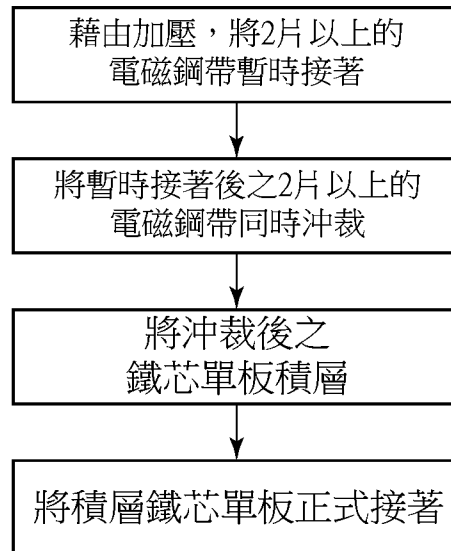 藉由加壓，將2片以上的
電磁鋼帶暫時接著
將暫時接著後之2片以上的
電磁鋼帶同時沖裁
將沖裁後之
鐵芯單板積層
將積層鐵芯單板正式接著